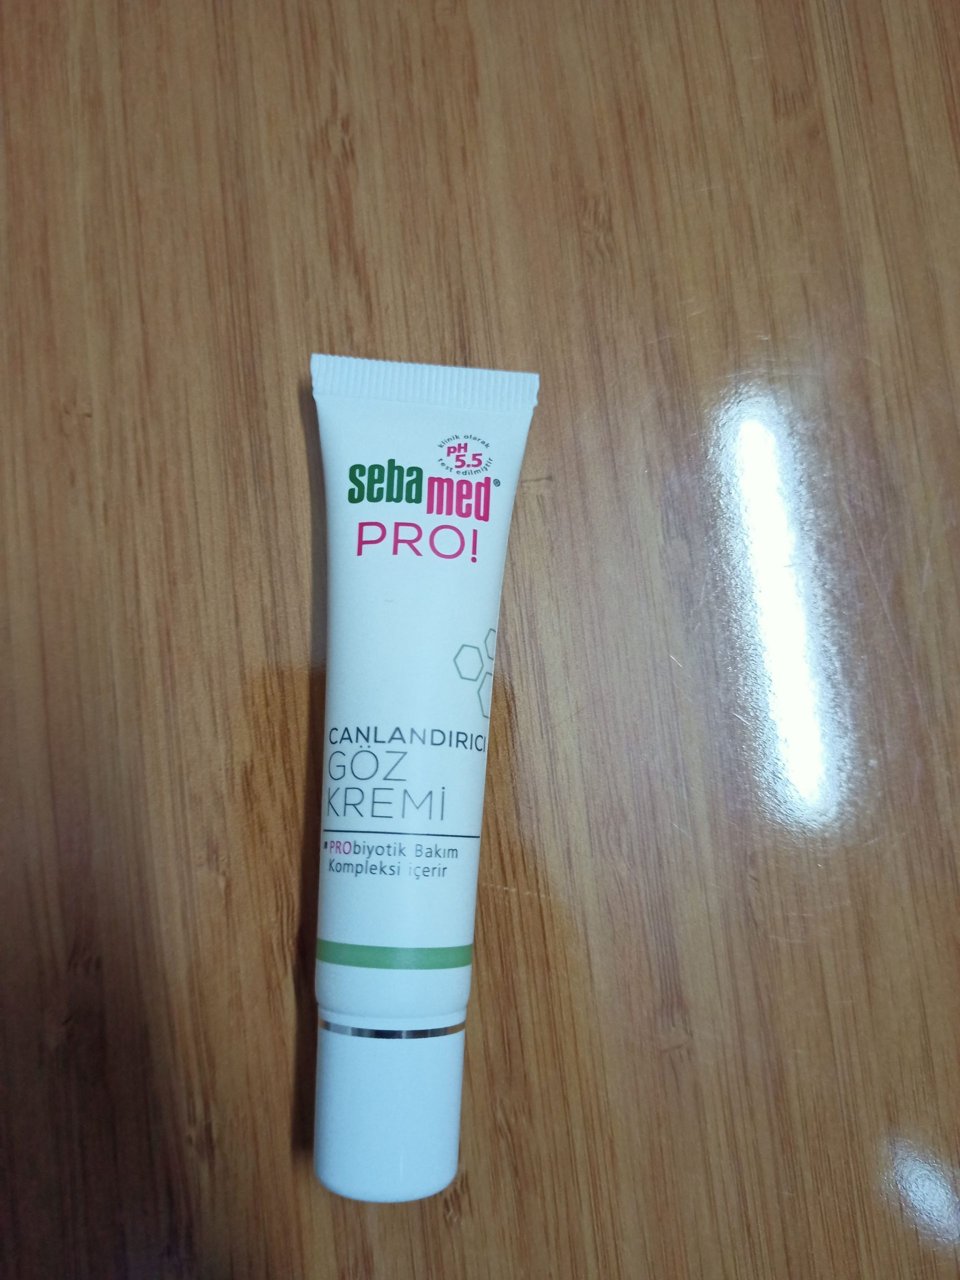 klinik olarak
pH
5.5
test edilmiştir
sebamed®
PRO!
CANLANDIRICI
GÖZ
KREMİ
*PRObiyotik Bakım
Kompleksi içerir